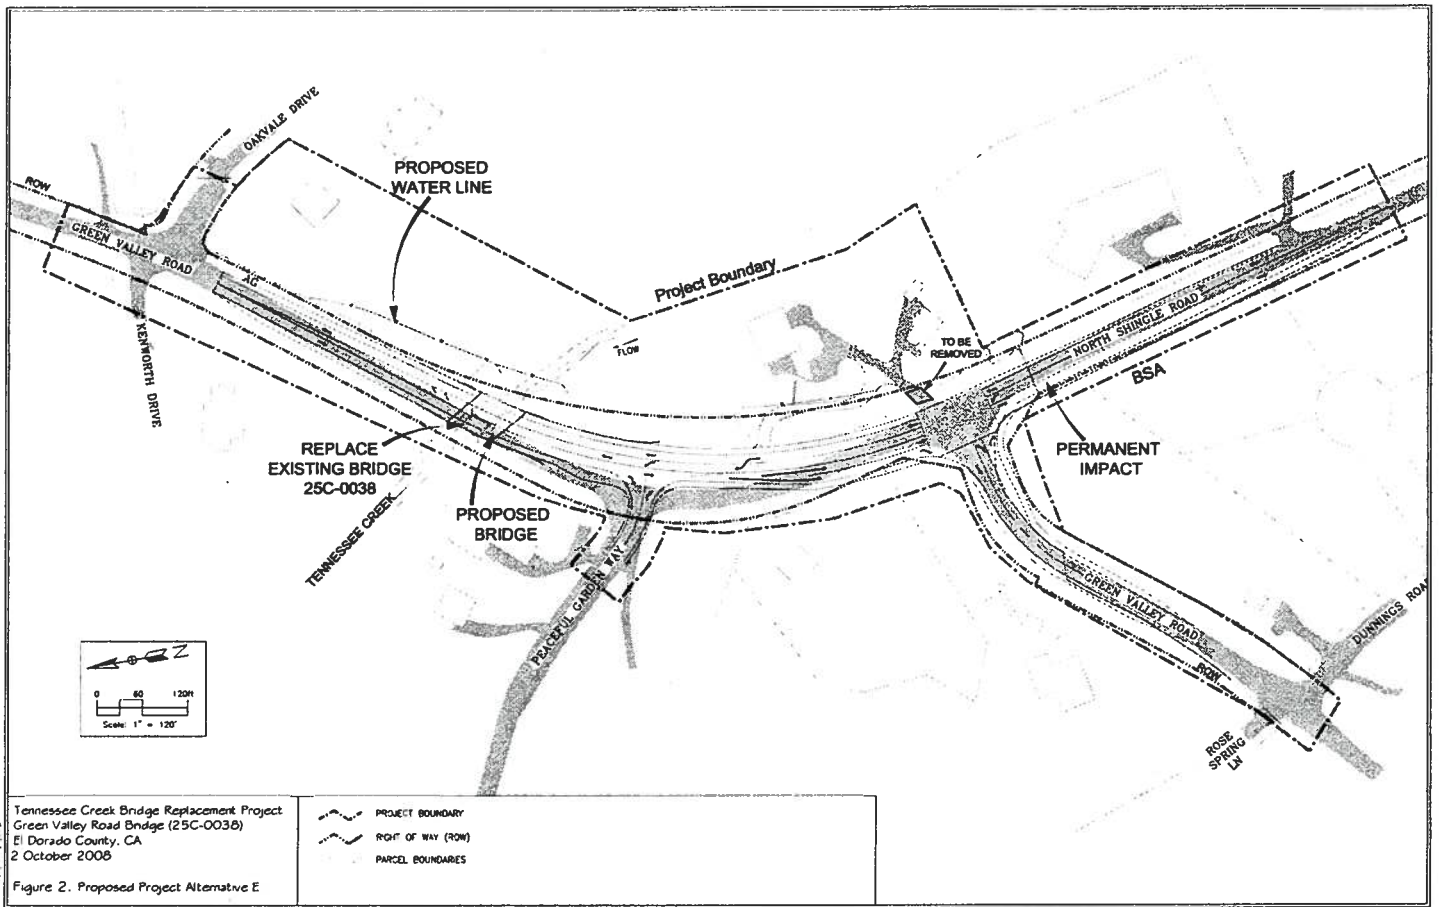 OAKVALE DRIVE
ROW
GREEN VALLEY ROAD
KENWORTH DRIVE
AG
PROPOSED
WATER LINE
Project Boundary
FLOW
TO BE
REMOVED
NORTH SHINGLE ROAD
BSA
PERMANENT
IMPACT
REPLACE
EXISTING BRIDGE
25C-0038
TENNESSEE CREEK
PROPOSED
BRIDGE
PEACEFUL GARDEN WAY
GREEN VALLEY ROAD
ROW
DUNNINGS ROAD
ROSE
SPRING
LN
Z
0 60 120ft
Scale: 1" = 120'
Tennessee Creek Bridge Replacement Project
Green Valley Road Bridge (25C-0038)
El Dorado County, CA
2 October 2008
Figure 2. Proposed Project Alternative E
PROJECT BOUNDARY
RIGHT OF WAY (ROW)
PARCEL BOUNDARIES